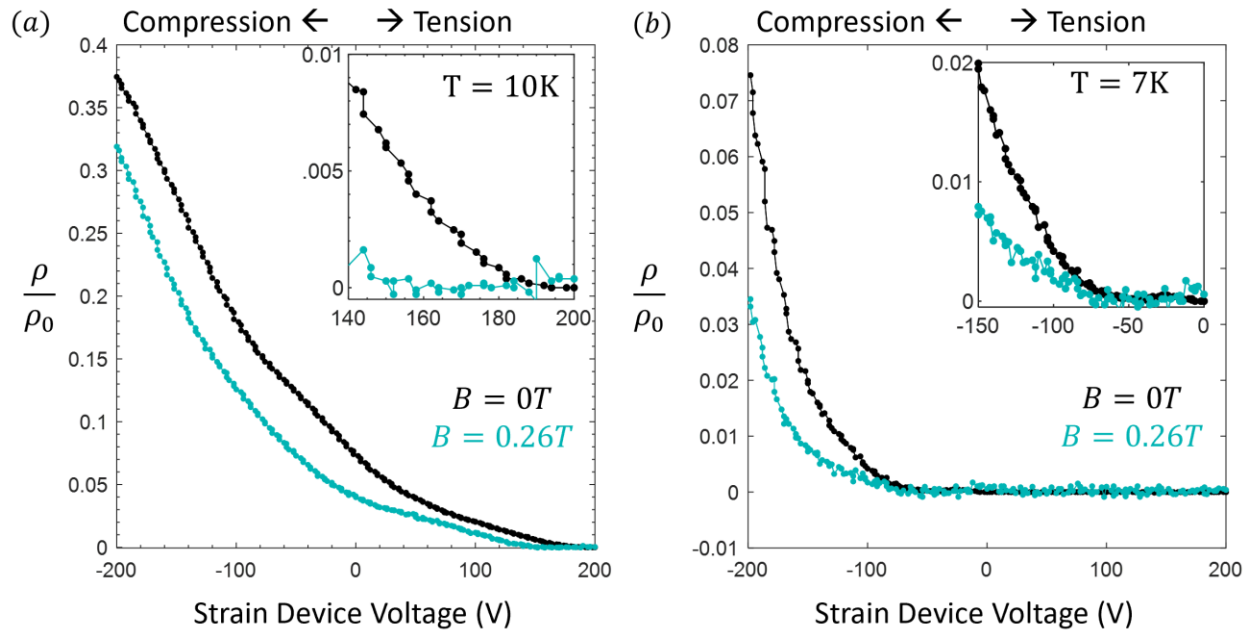 (a) Compression ← → Tension
0.4
0.35
0.3
0.25
0.2
0.15
0.1
0.05
0
ρ
ρ0
-200 -100 0 100 200
Strain Device Voltage (V)
0.01
.005
0
140 160 180 200
T = 10K
B = 0T
B = 0.26T
(b) Compression ← → Tension
0.08
0.07
0.06
0.05
0.04
0.03
0.02
0.01
0
-0.01
ρ
ρ0
-200 -100 0 100 200
Strain Device Voltage (V)
0.02
0.01
0
-150 -100 -50 0
T = 7K
B = 0T
B = 0.26T